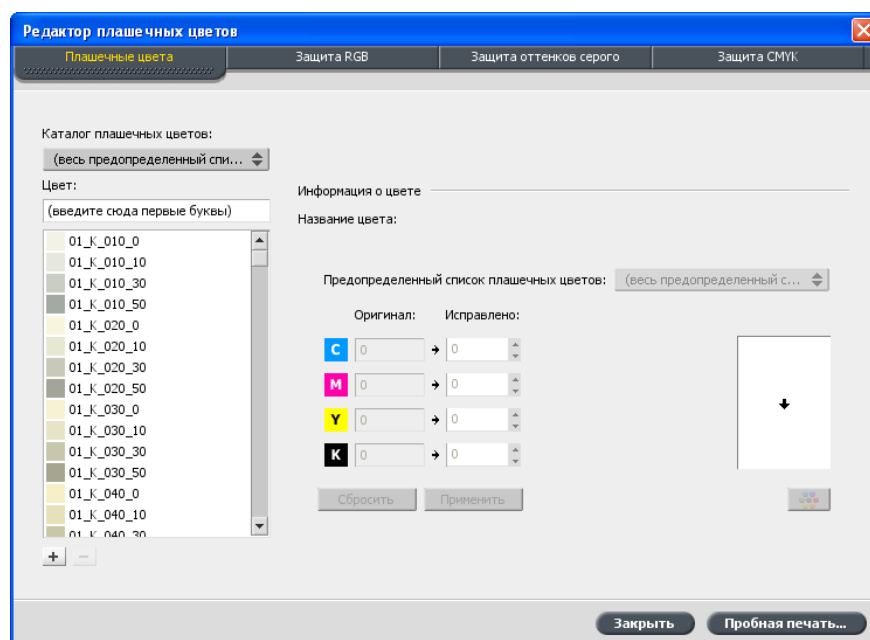 Редактор плашечных цветов
Плашечные цвета
Защита RGB
Защита оттенков серого
Защита CMYK
Каталог плашечных цветов:
(весь предопределенный спи...
Цвет:
(введите сюда первые буквы)
01_K_010_0
01_K_010_10
01_K_010_30
01_K_010_50
01_K_020_0
01_K_020_10
01_K_020_30
01_K_020_50
01_K_030_0
01_K_030_10
01_K_030_30
01_K_030_50
01_K_040_0
01_K_040_10
01_K_040_30
+ −
Информация о цвете
Название цвета:
Предопределенный список плашечных цветов: (весь предопределенный с...
Оригинал: Исправлено:
C 0 0
M 0 0
Y 0 0
K 0 0
Сбросить Применить
Закрыть Пробная печать...